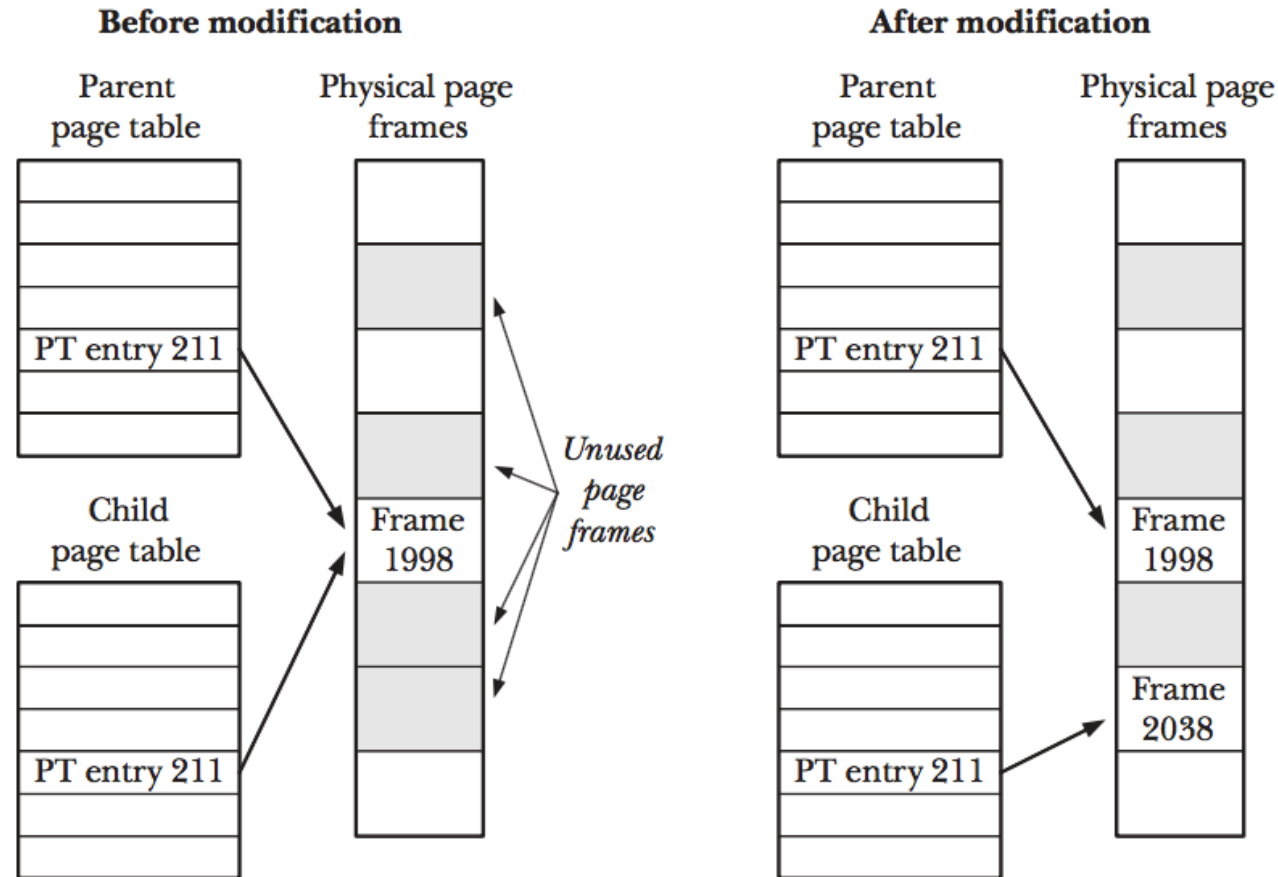 Before modification
Parent
page table
Physical page
frames
PT entry 211
Child
page table
PT entry 211
Frame
1998
Unused
page
frames
After modification
Parent
page table
Physical page
frames
PT entry 211
Child
page table
PT entry 211
Frame
1998
Frame
2038